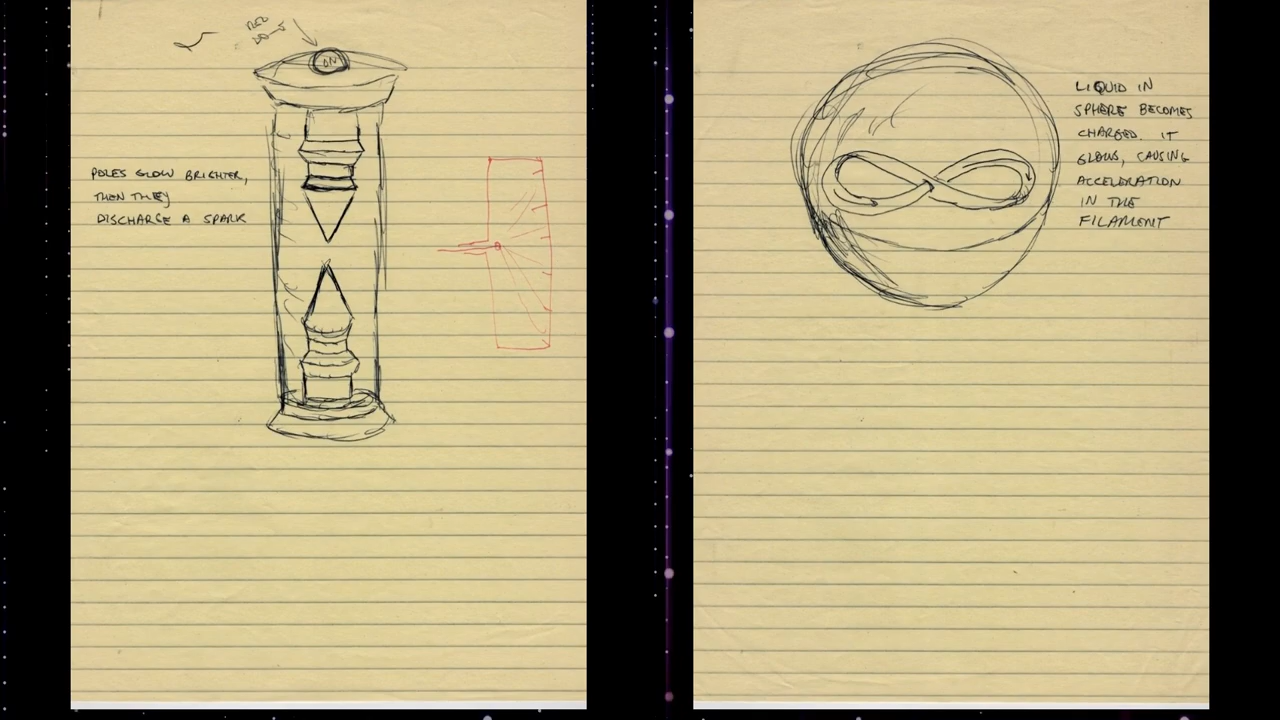 RED
ON
POLES GLOW BRIGHTER,
THEN THEY
DISCHARGE A SPARK
LIQUID IN
SPHERE BECOMES
CHARGED. IT
GLOWS, CAUSING
ACCELERATION
IN THE
FILAMENT